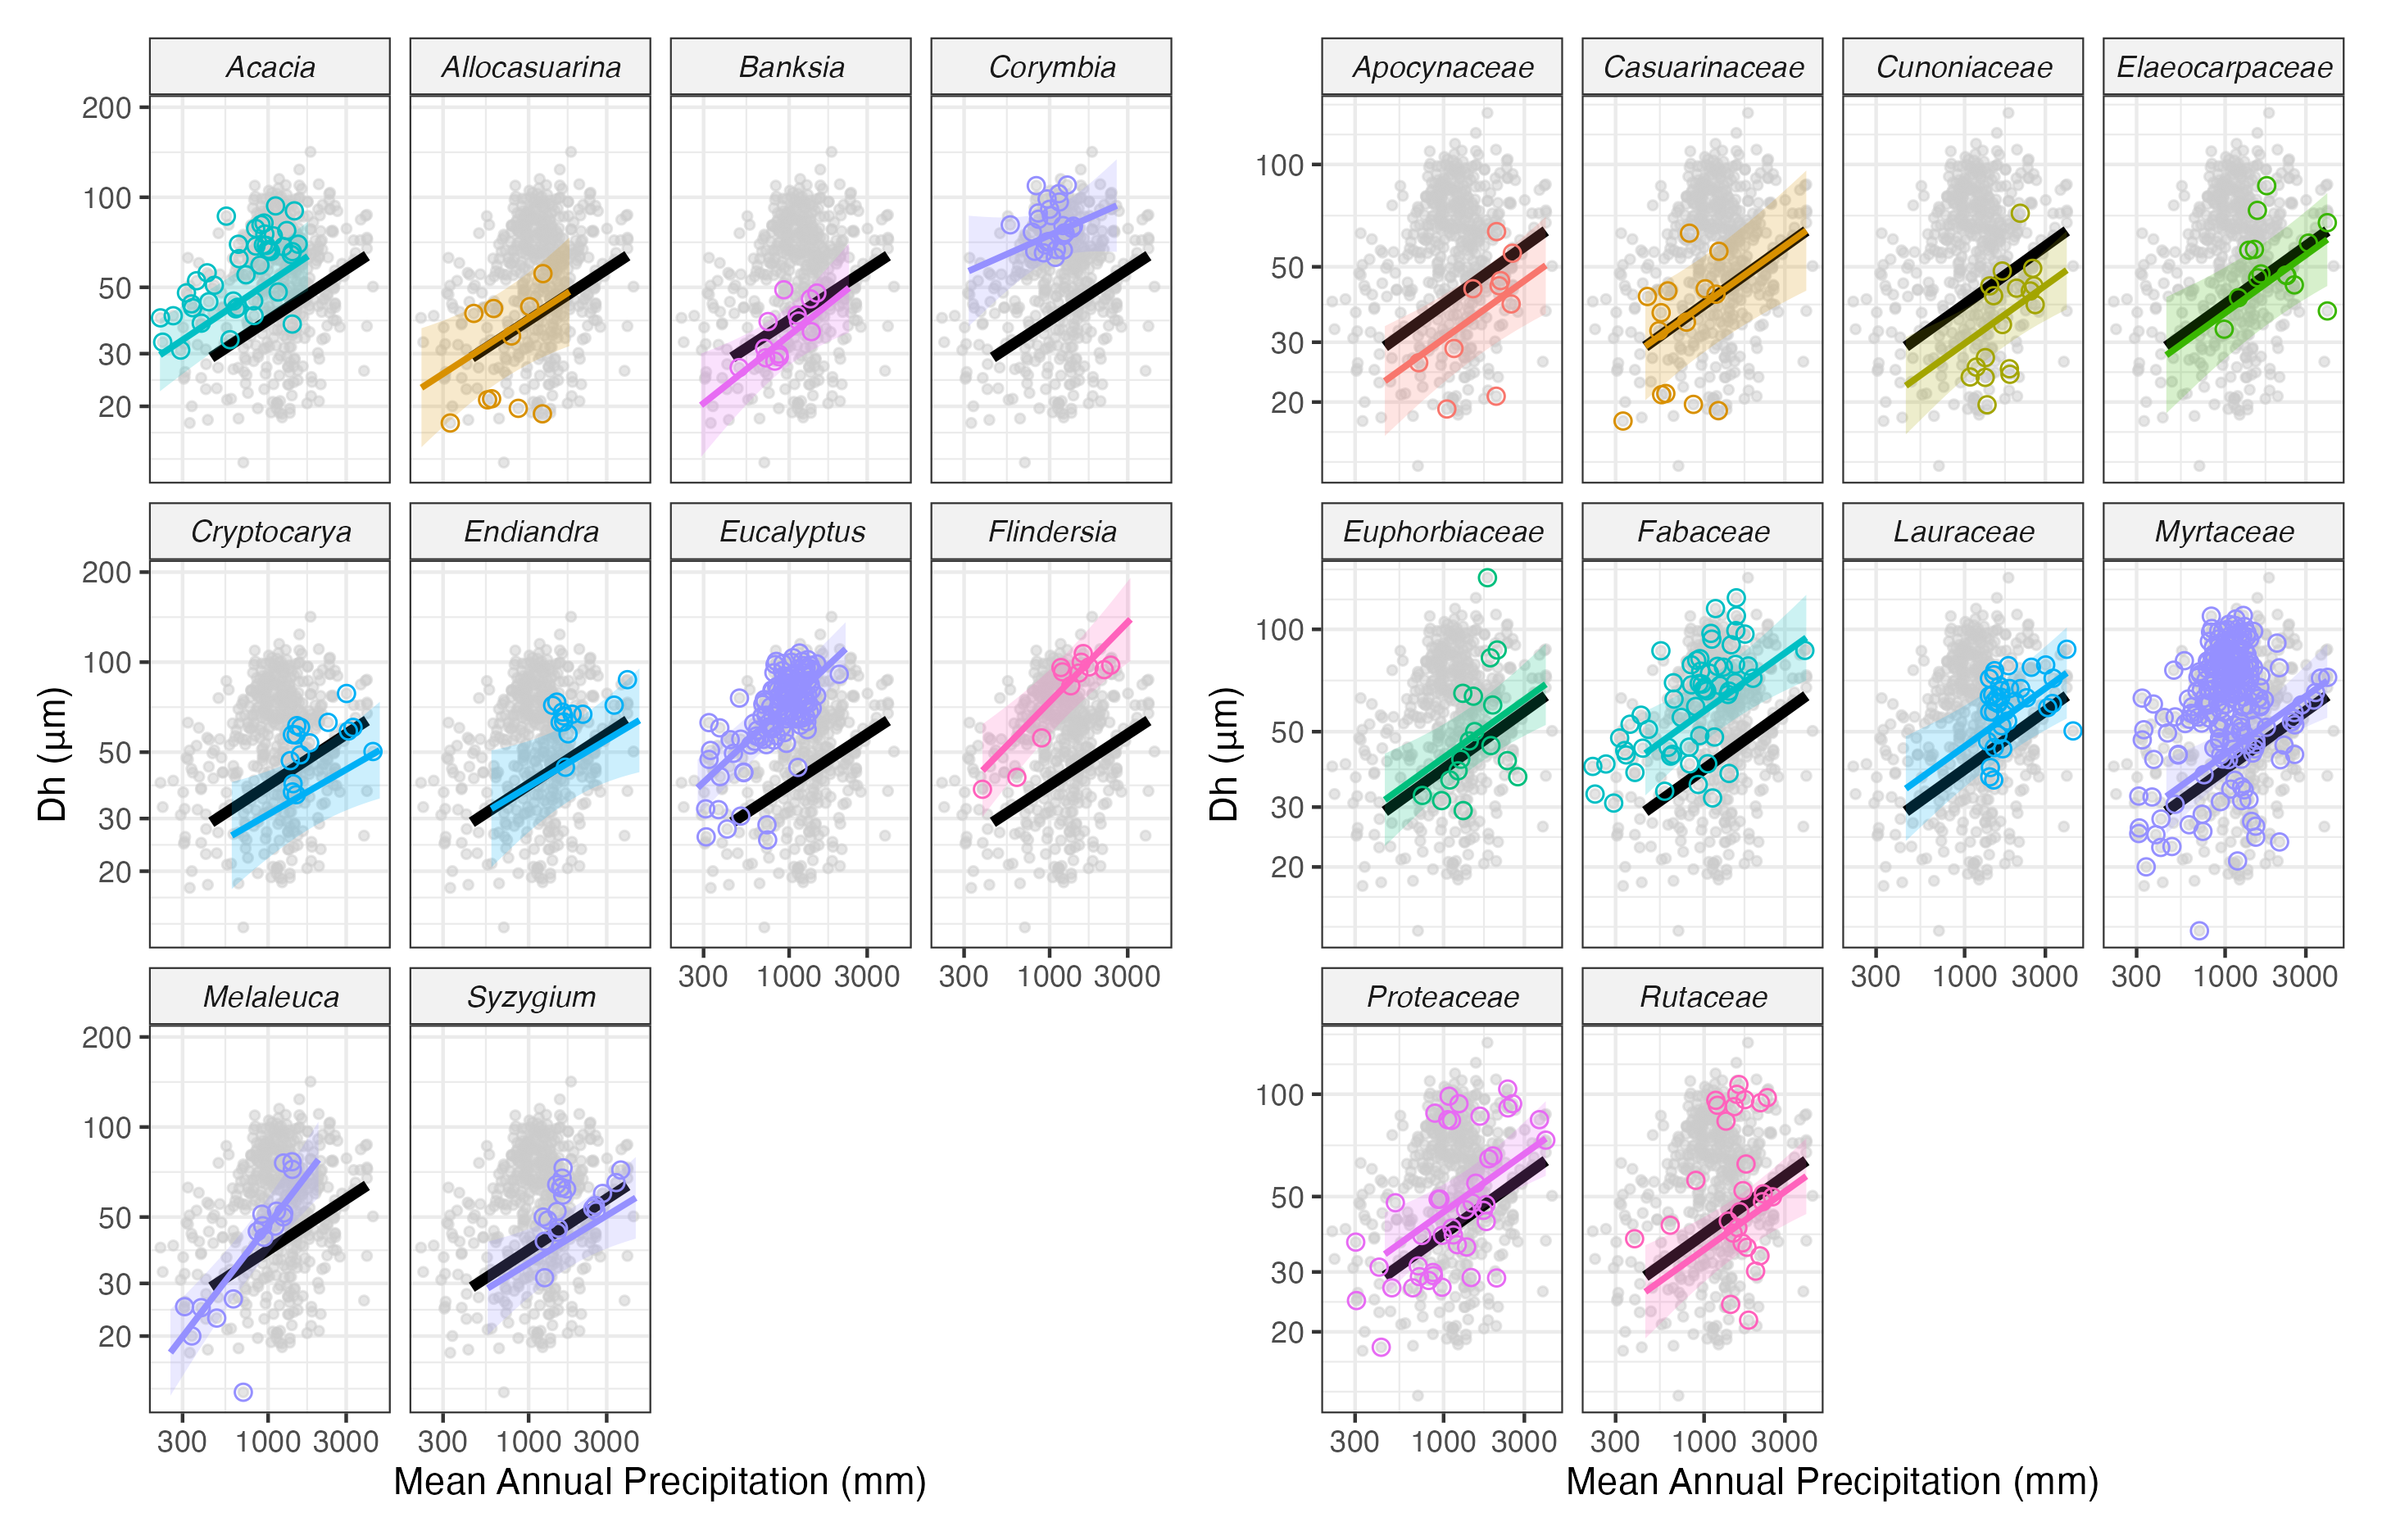 Acacia Allocasuarina Banksia Corymbia
200
100
50
30
20
Cryptocarya Endiandra Eucalyptus Flindersia
200
100
50
30
20
300 1000 3000 300 1000 3000
Melaleuca Syzygium
200
100
50
30
20
300 1000 3000 300 1000 3000
Dh (µm)
Mean Annual Precipitation (mm)
Apocynaceae Casuarinaceae Cunoniaceae Elaeocarpaceae
100
50
30
20
Euphorbiaceae Fabaceae Lauraceae Myrtaceae
100
50
30
20
300 1000 3000 300 1000 3000
Proteaceae Rutaceae
100
50
30
20
300 1000 3000 300 1000 3000
Dh (µm)
Mean Annual Precipitation (mm)